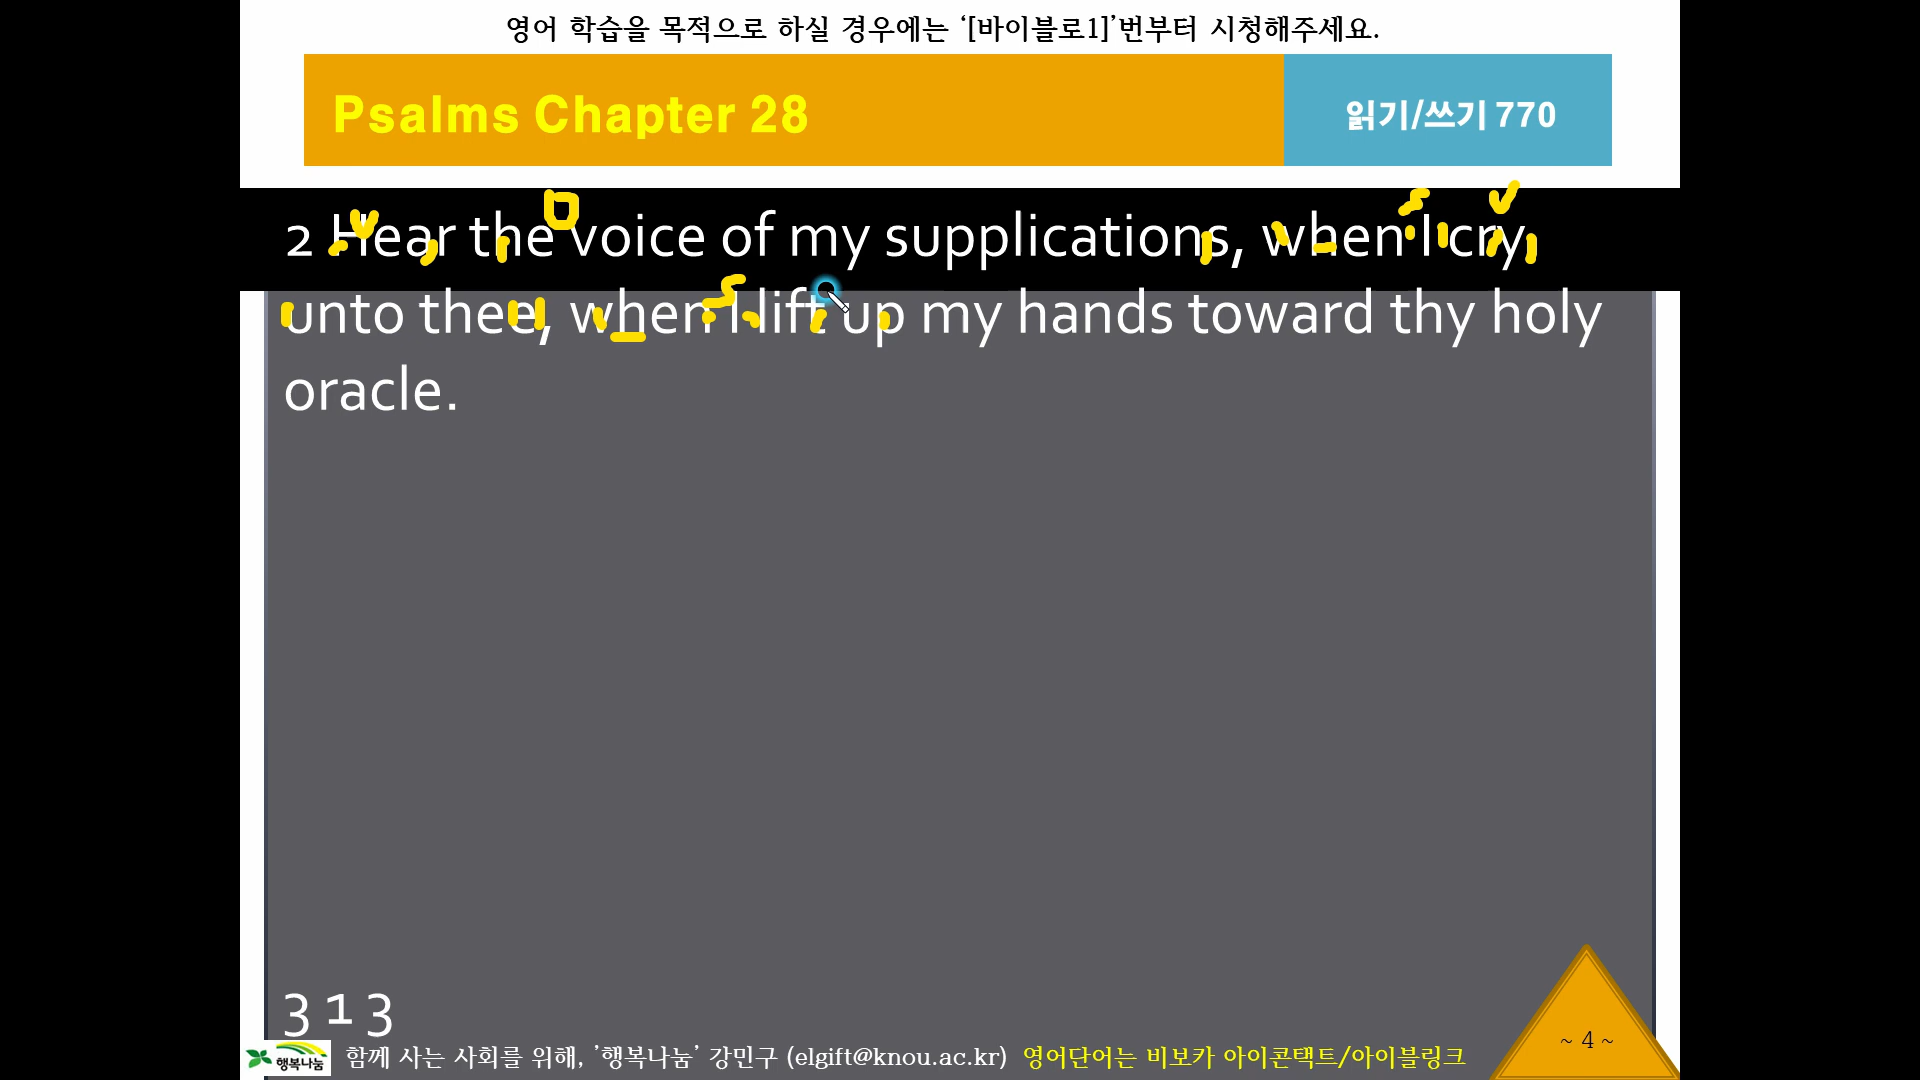 영어 학습을 목적으로 하실 경우에는 ‘[바이블로1]’번부터 시청해주세요.
Psalms Chapter 28
읽기/쓰기 770
2 Hear the voice of my supplications, when I cry
unto thee, when I lift up my hands toward thy holy
oracle.
3 1 3
행복나눔
함께 사는 사회를 위해, ’행복나눔’ 강민구 (elgift@knou.ac.kr) 영어단어는 비보카 아이콘택트/아이블링크
~ 4 ~